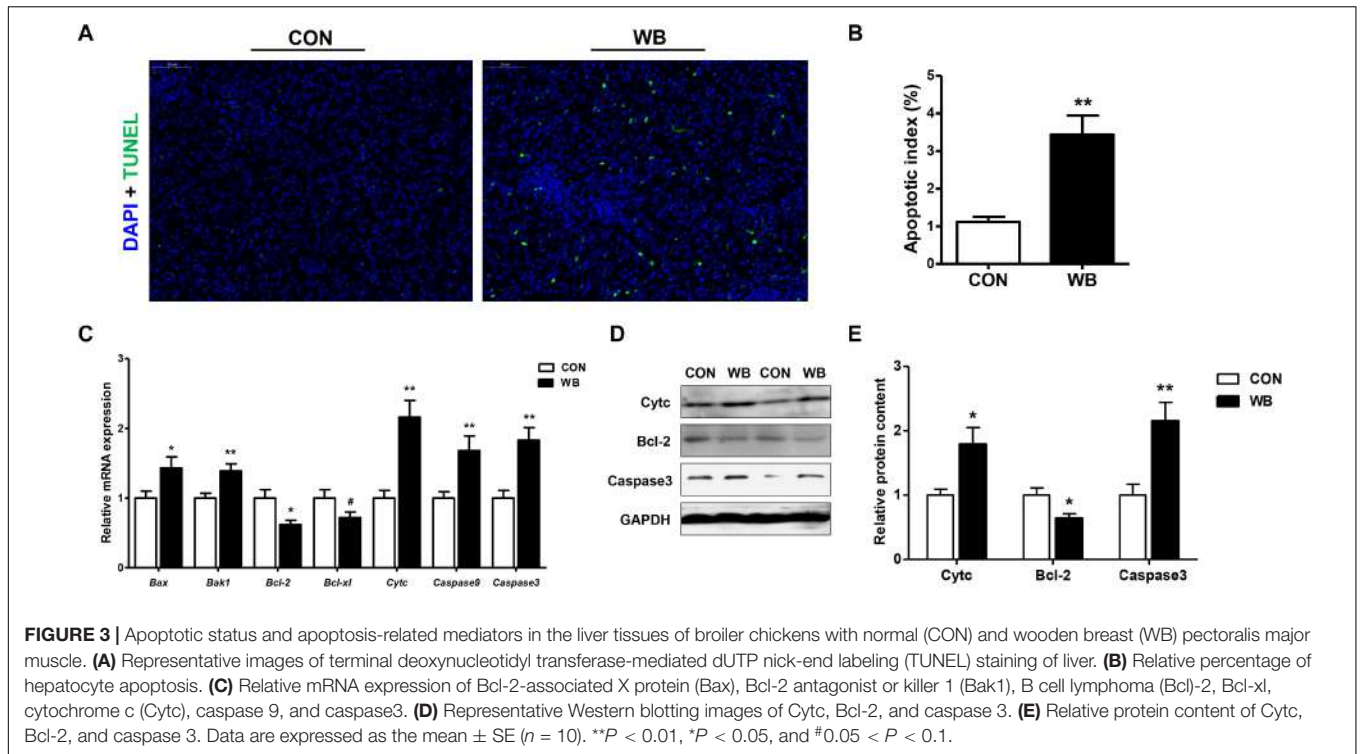 A
CON
WB
DAPI + TUNEL
B
Apoptotic index (%)
5
4
3
2
1
0
CON
WB
**
C
Relative mRNA expression
3
2
1
0
*
**
*
#
**
**
**
CON
WB
Bax
Bak1
Bcl-2
Bcl-xl
Cytc
Caspase9
Caspase3
D
CON WB CON WB
Cytc
Bcl-2
Caspase3
GAPDH
E
Relative protein content
3
2
1
0
*
*
**
CON
WB
Cytc
Bcl-2
Caspase3
FIGURE 3 | Apoptotic status and apoptosis-related mediators in the liver tissues of broiler chickens with normal (CON) and wooden breast (WB) pectoralis major
muscle. (A) Representative images of terminal deoxynucleotidyl transferase-mediated dUTP nick-end labeling (TUNEL) staining of liver. (B) Relative percentage of
hepatocyte apoptosis. (C) Relative mRNA expression of Bcl-2-associated X protein (Bax), Bcl-2 antagonist or killer 1 (Bak1), B cell lymphoma (Bcl)-2, Bcl-xl,
cytochrome c (Cytc), caspase 9, and caspase3. (D) Representative Western blotting images of Cytc, Bcl-2, and caspase 3. (E) Relative protein content of Cytc,
Bcl-2, and caspase 3. Data are expressed as the mean ± SE (n = 10). **P < 0.01, *P < 0.05, and #0.05 < P < 0.1.